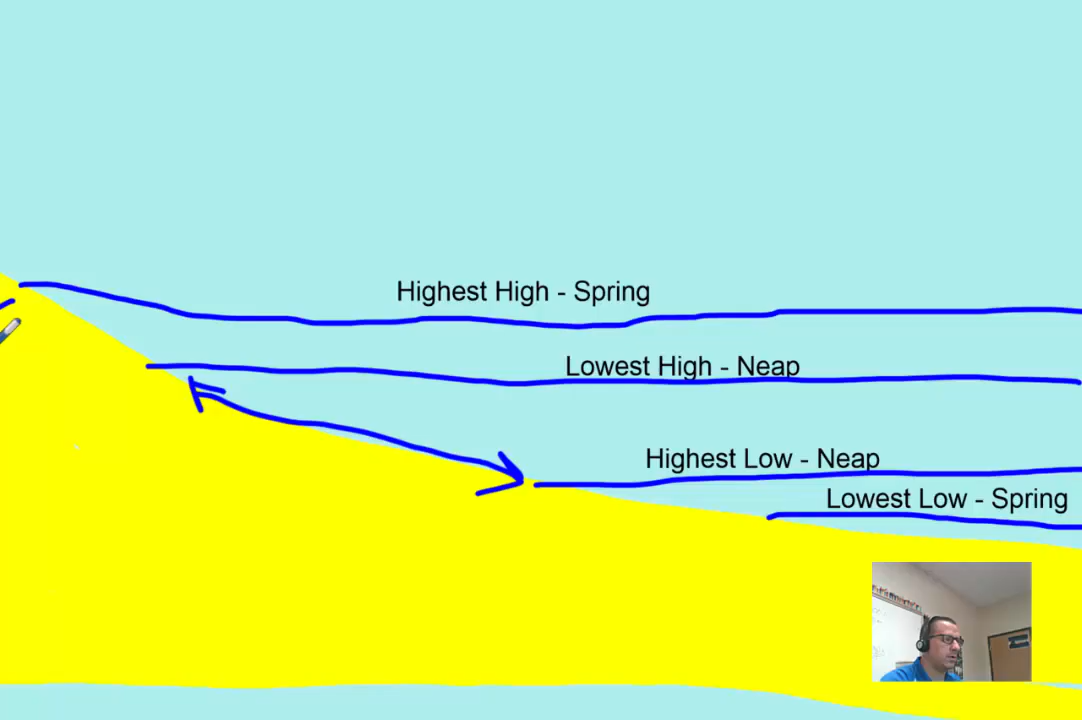 Highest High - Spring
Lowest High - Neap
Highest Low - Neap
Lowest Low - Spring